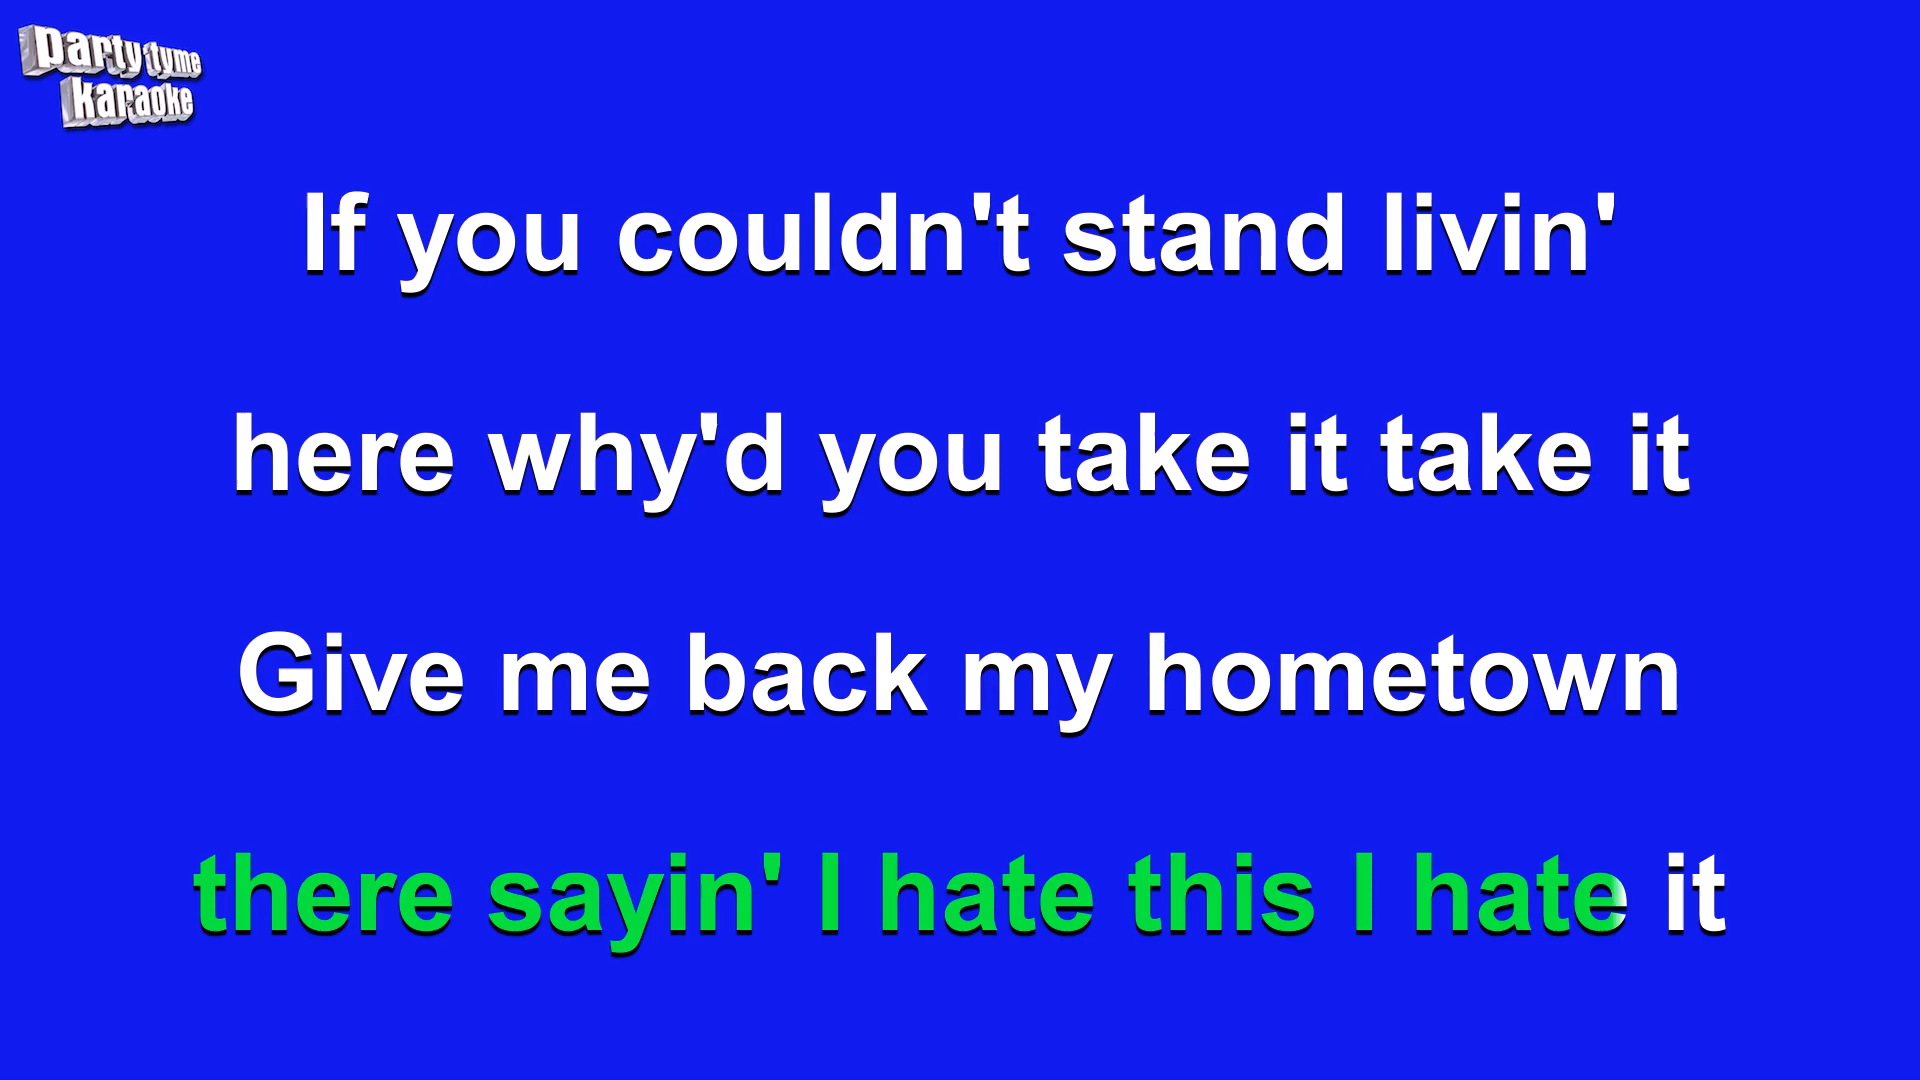 party tyme
karaoke
If you couldn't stand livin'
here why'd you take it take it
Give me back my hometown
there sayin' I hate this I hate it